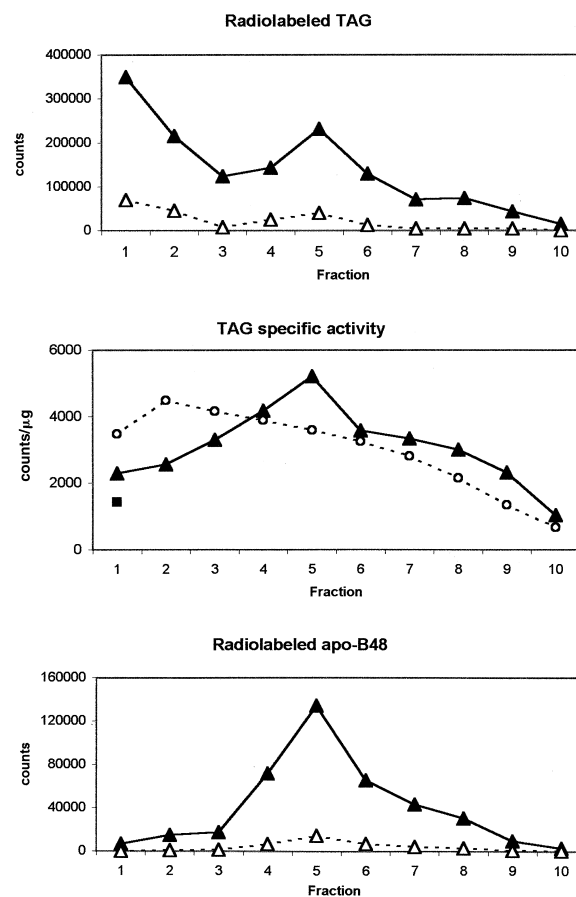 Radiolabeled TAG
400000
300000
200000
100000
0
counts
1 2 3 4 5 6 7 8 9 10
Fraction
TAG specific activity
6000
4000
2000
0
counts/µg
1 2 3 4 5 6 7 8 9 10
Fraction
Radiolabeled apo-B48
160000
120000
80000
40000
0
counts
1 2 3 4 5 6 7 8 9 10
Fraction